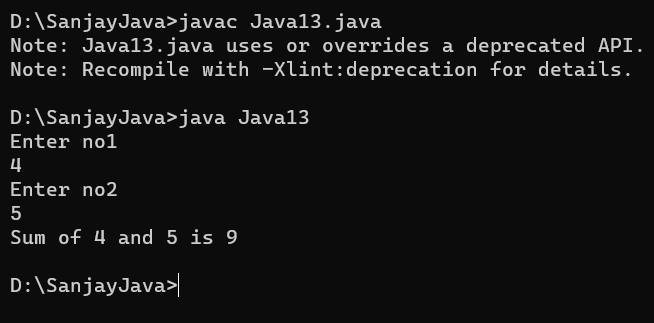 D:\SanjayJava>javac Java13.java
Note: Java13.java uses or overrides a deprecated API.
Note: Recompile with -Xlint:deprecation for details.
D:\SanjayJava>java Java13
Enter no1
4
Enter no2
5
Sum of 4 and 5 is 9
D:\SanjayJava>